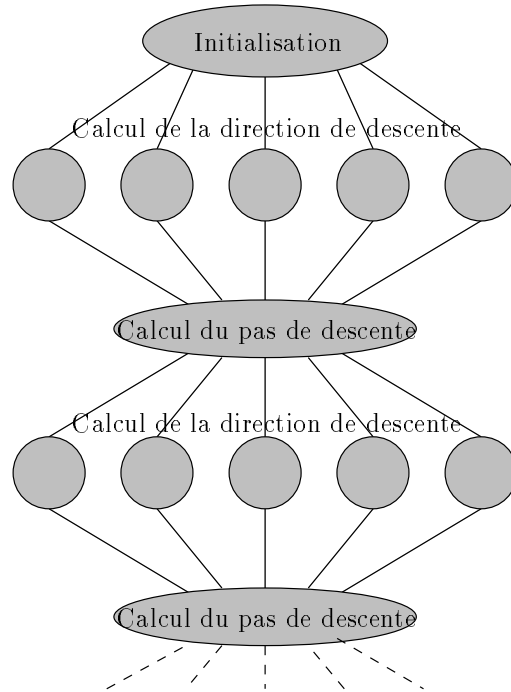 Initialisation
Calcul de la direction de descente
Calcul du pas de descente
Calcul de la direction de descente
Calcul du pas de descente